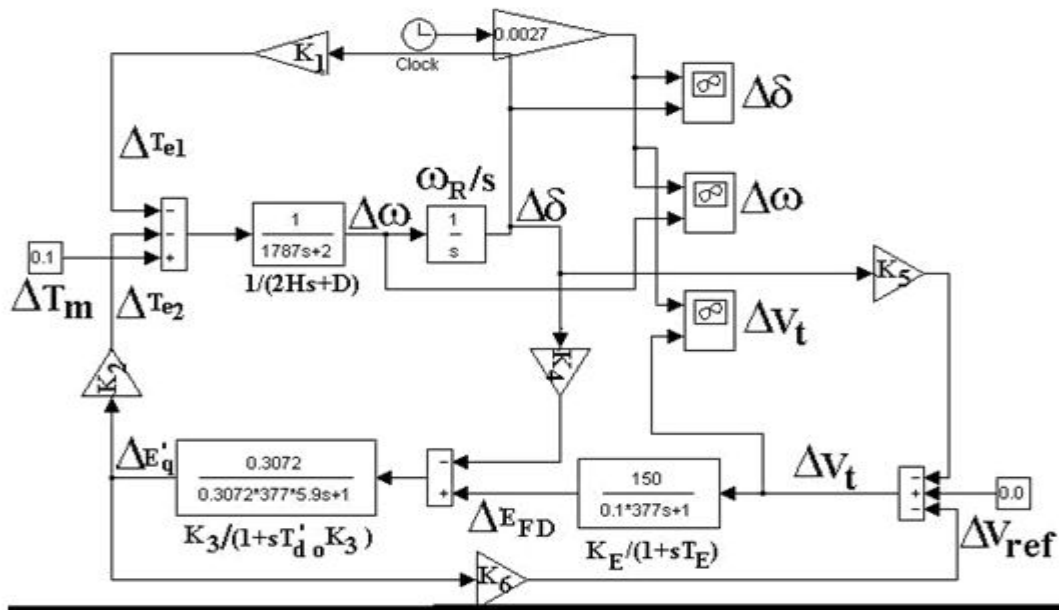 K1
Clock
0.0027
Δδ
ΔTe1
ωR/s
Δω
1
1787s+2
Δω
1
s
Δδ
0.1
1/(2Hs+D)
K5
ΔTm
ΔTe2
ΔVt
K2
K4
ΔE'q
0.3072
0.3072*377*5.9s+1
150
0.1*377s+1
ΔVt
0.0
ΔEFD
K3/(1+sT'doK3)
KE/(1+sTE)
ΔVref
K6